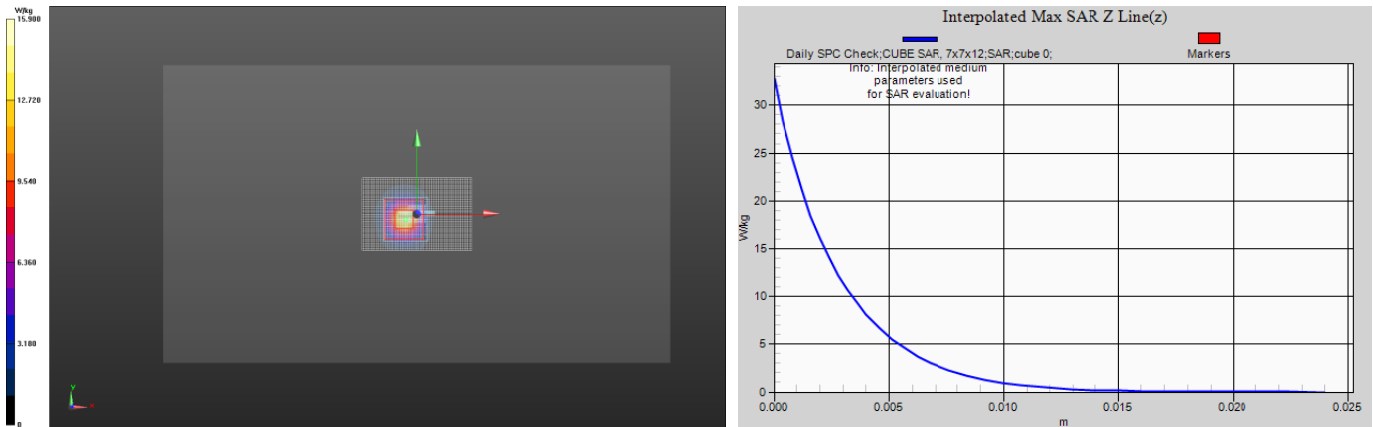 W/kg
15.900
12.720
9.540
6.360
3.180
0
Y
x
Interpolated Max SAR Z Line(z)
Daily SPC Check;CUBE SAR, 7x7x12;SAR;cube 0;
Markers
Info: Interpolated medium
parameters used
for SAR evaluation!
30
25
20
15
10
5
0
W/kg
0.000
0.005
0.010
0.015
0.020
0.025
m